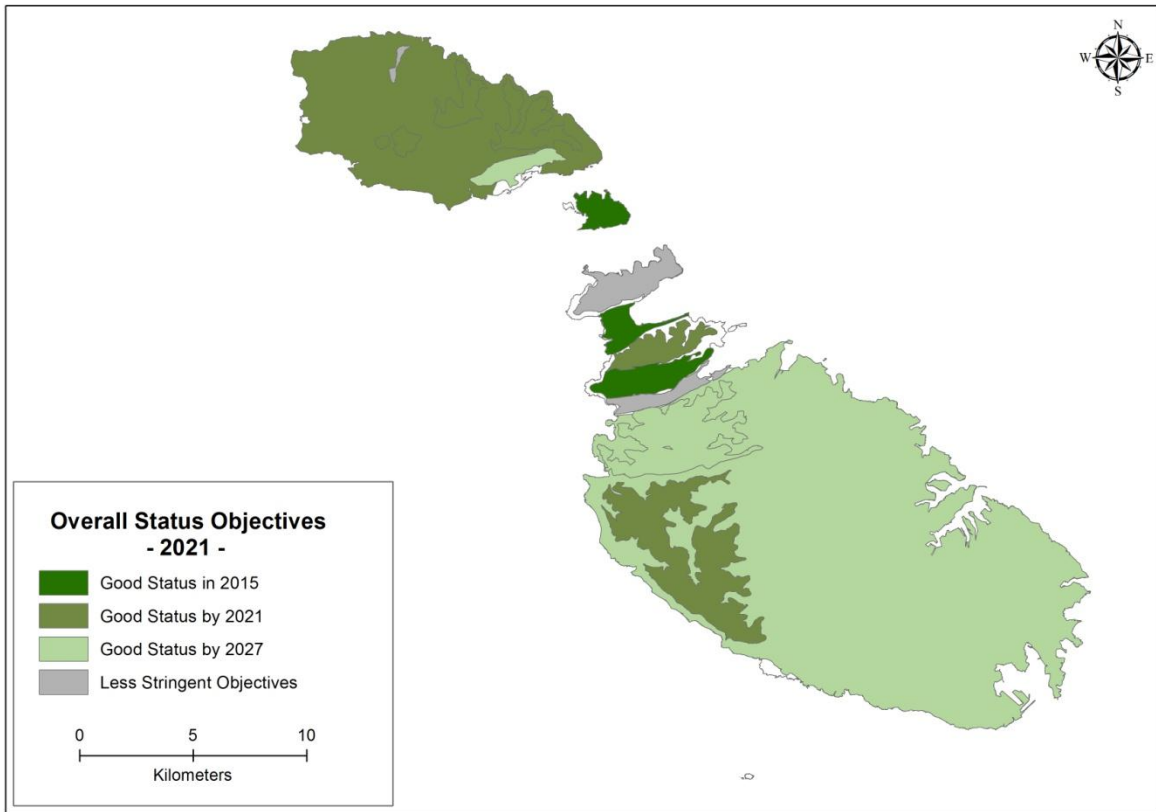 N
W E
S
Overall Status Objectives
- 2021 -
Good Status in 2015
Good Status by 2021
Good Status by 2027
Less Stringent Objectives
0 5 10
Kilometers